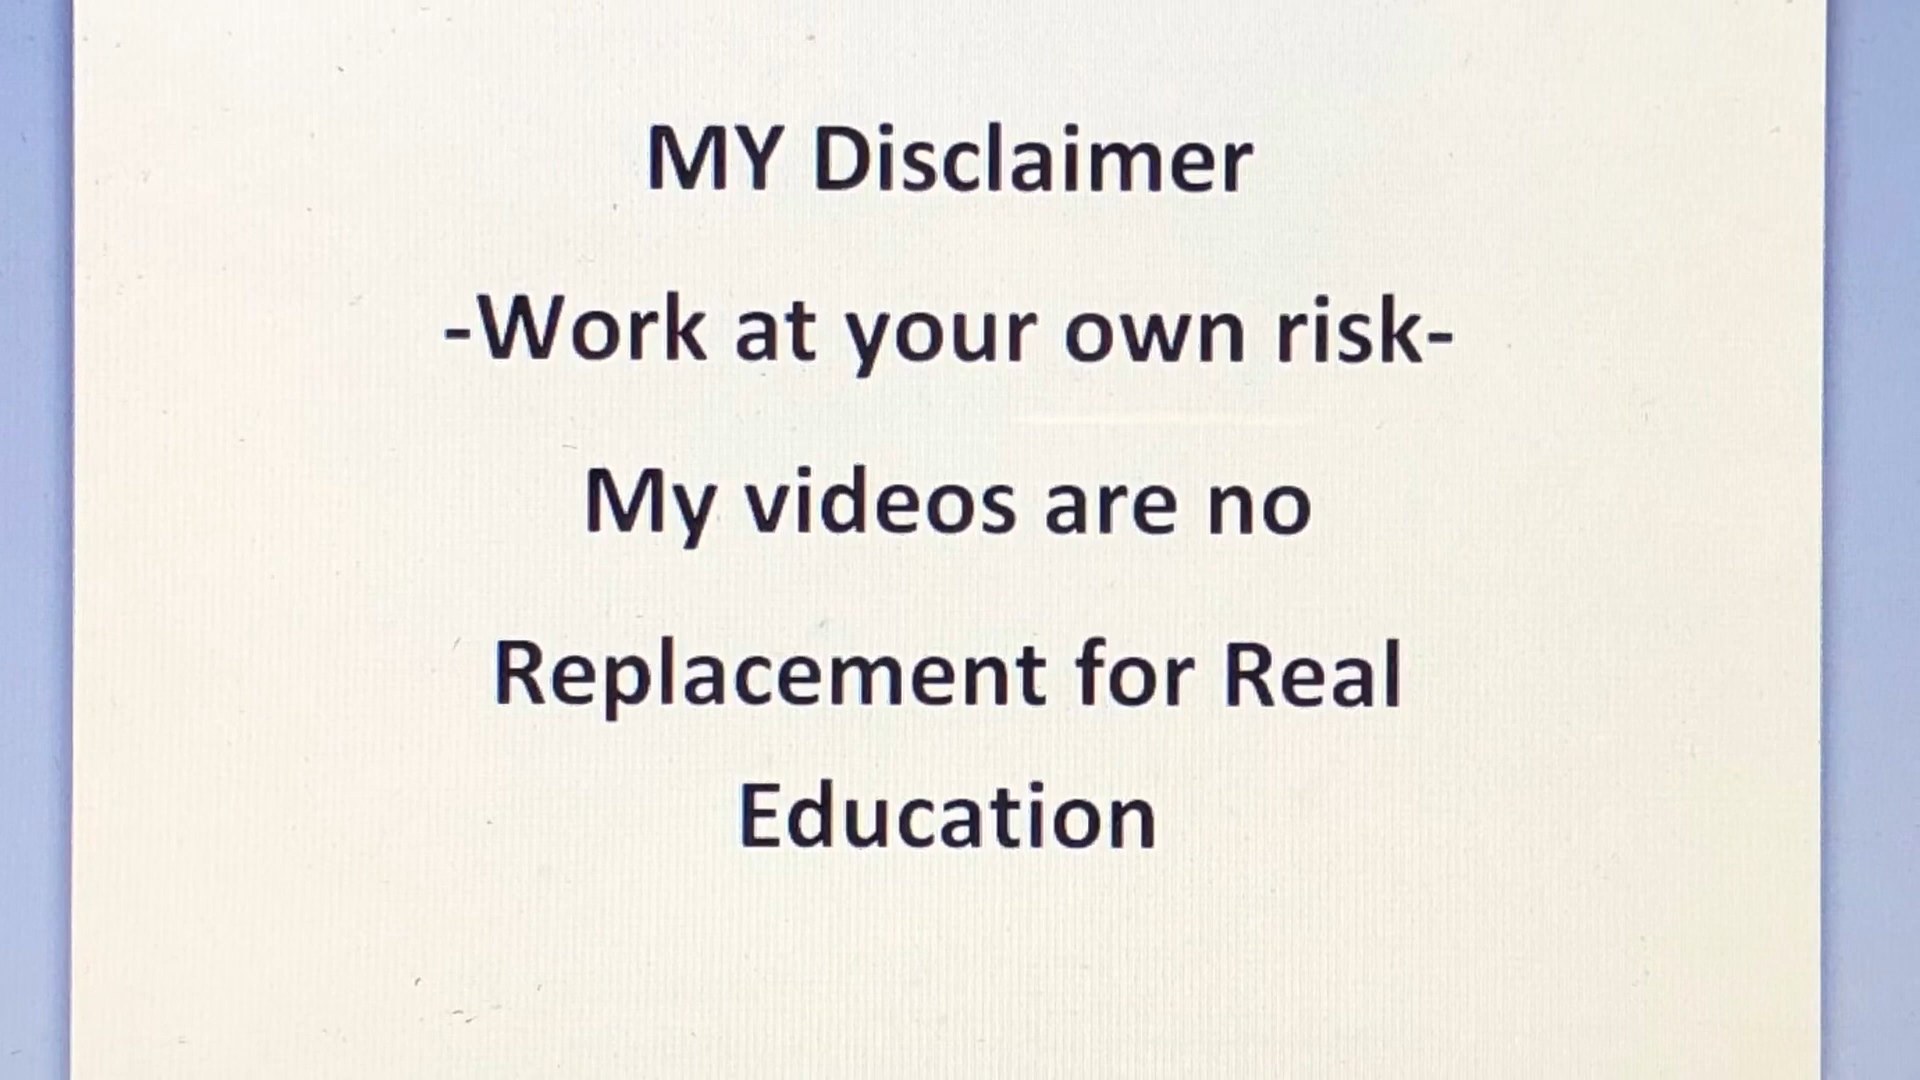 MY Disclaimer
-Work at your own risk-
My videos are no
Replacement for Real
Education